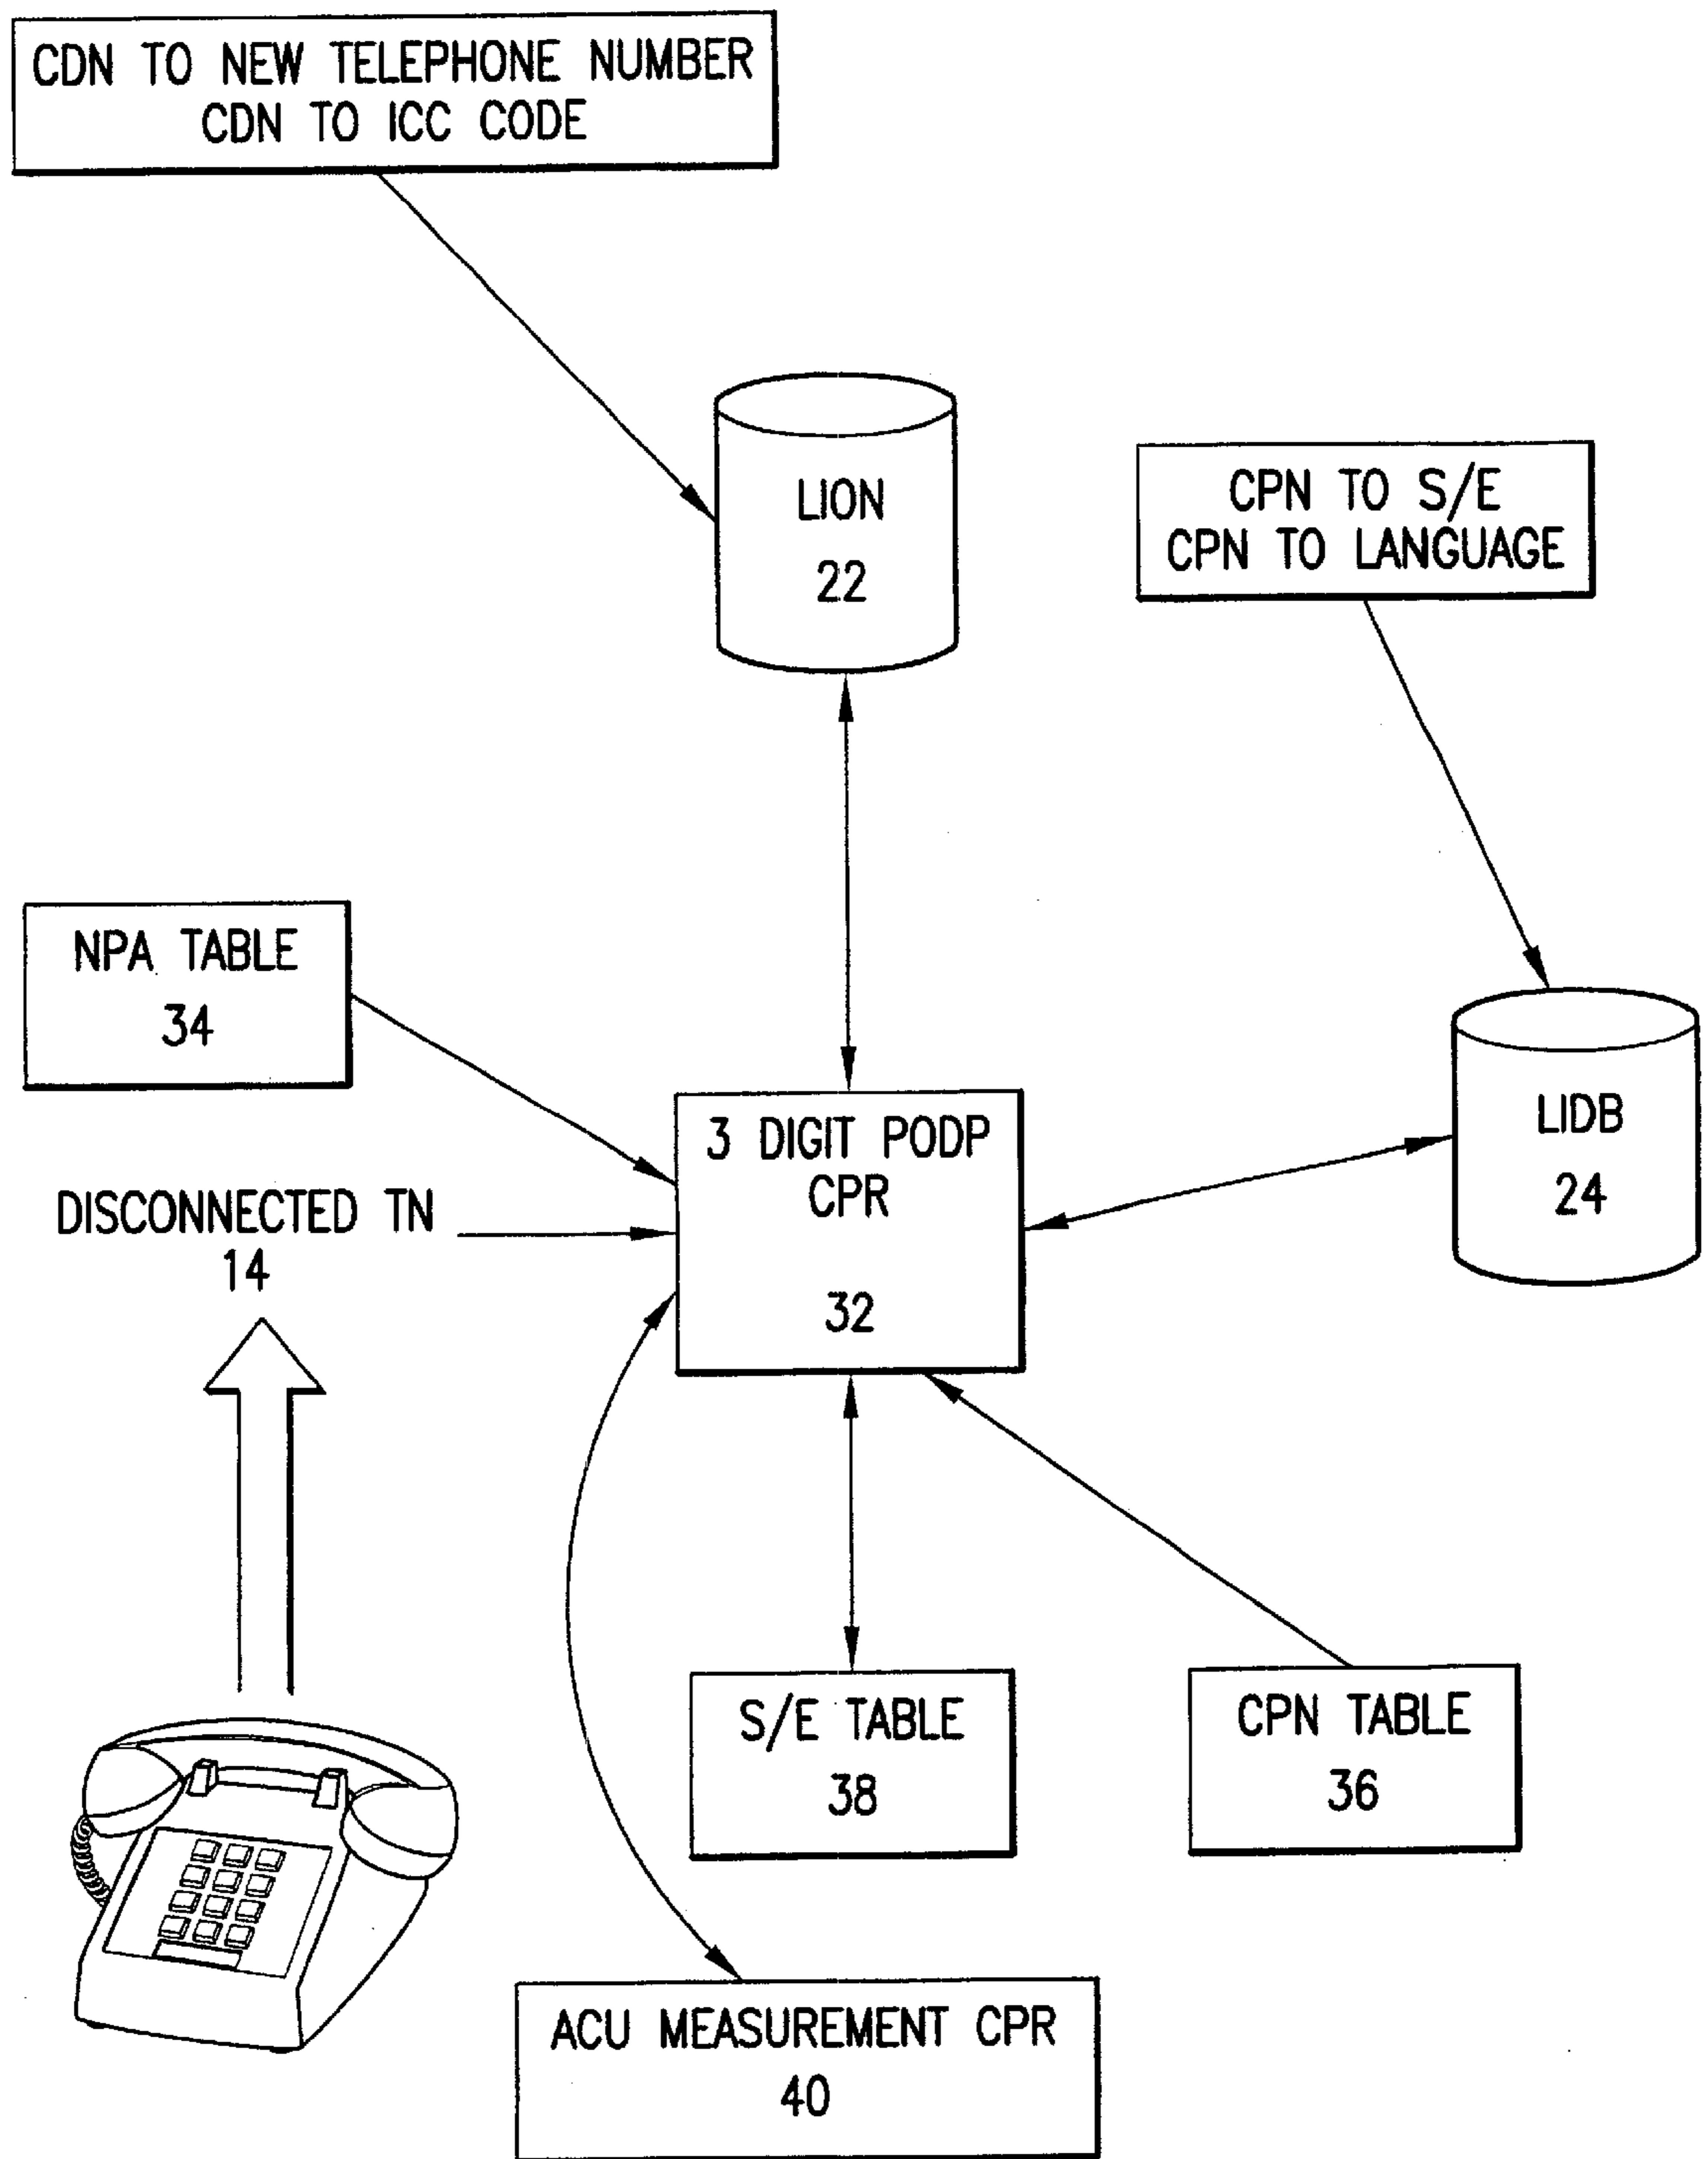 CDN TO NEW TELEPHONE NUMBER
CDN TO ICC CODE
LION
22
CPN TO S/E
CPN TO LANGUAGE
NPA TABLE
34
3 DIGIT PODP
CPR
32
LIDB
24
DISCONNECTED TN
14
S/E TABLE
38
CPN TABLE
36
ACU MEASUREMENT CPR
40